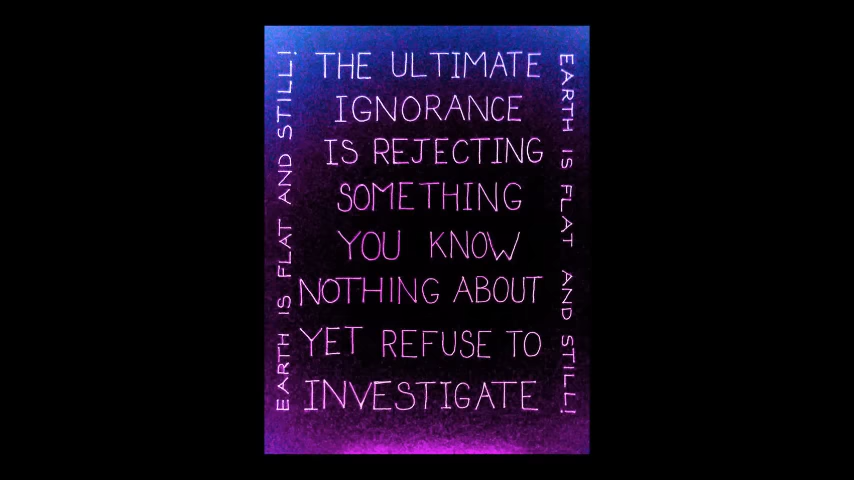 THE ULTIMATE
IGNORANCE
IS REJECTING
SOMETHING
YOU KNOW
NOTHING ABOUT
YET REFUSE TO
INVESTIGATE
EARTH IS FLAT AND STILL!
EARTH IS FLAT AND STILL!